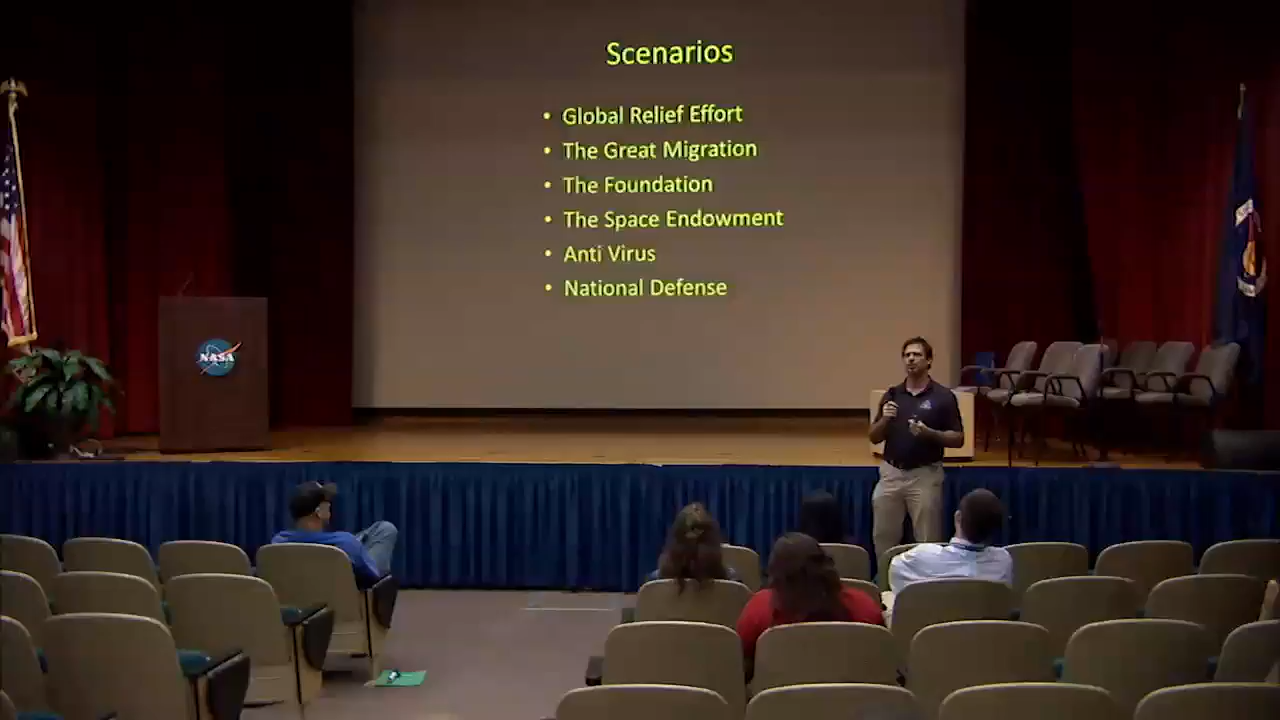 Scenarios
• Global Relief Effort
• The Great Migration
• The Foundation
• The Space Endowment
• Anti Virus
• National Defense
NASA